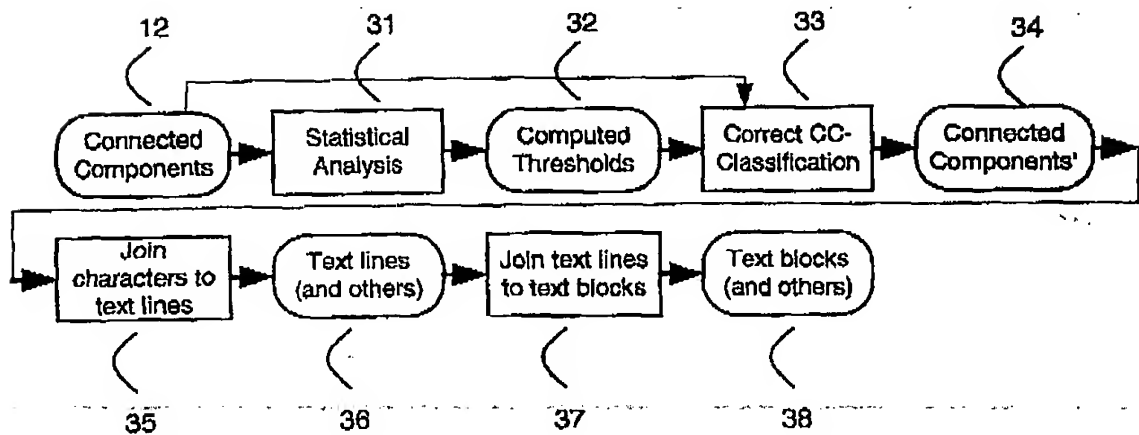 12 31 32 33 34
Connected Statistical Computed Correct CC- Connected
Components Analysis Thresholds Classification Components'
Join
characters to
text lines
Text lines
(and others)
Join text lines
to text blocks
Text blocks
(and others)
35 36 37 38